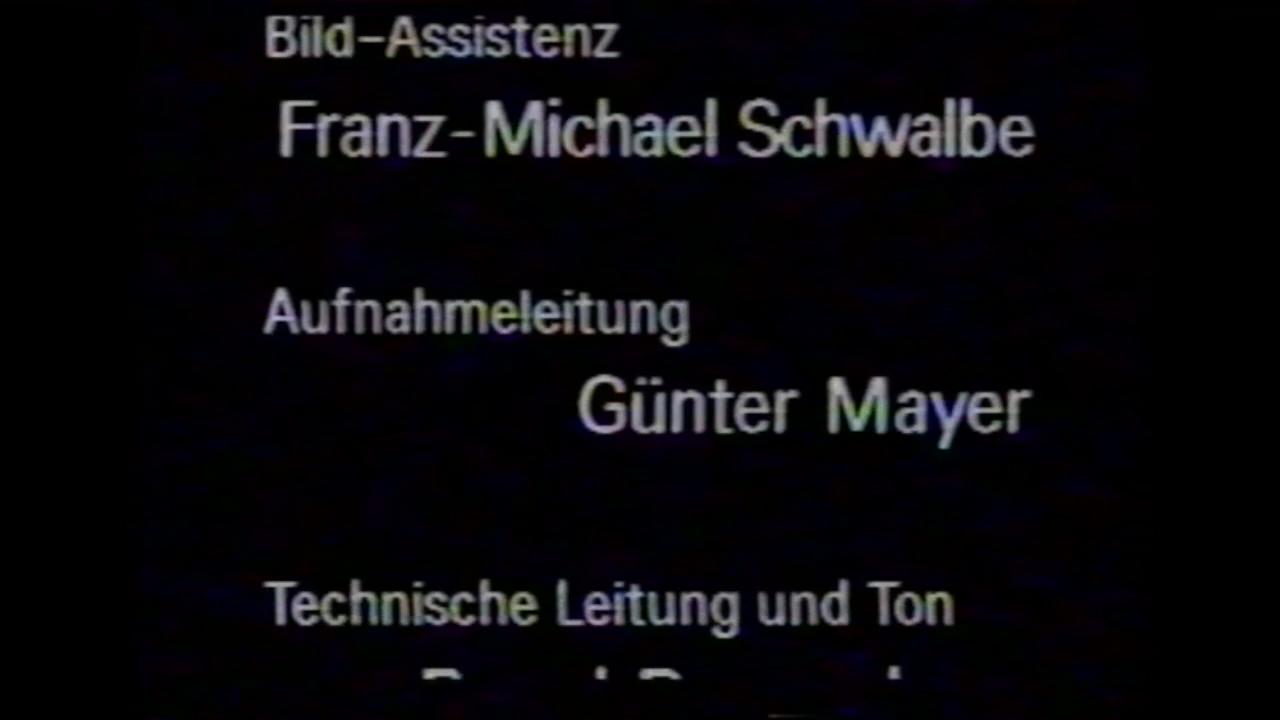 Bild-Assistenz
Franz-Michael Schwalbe
Aufnahmeleitung
Günter Mayer
Technische Leitung und Ton